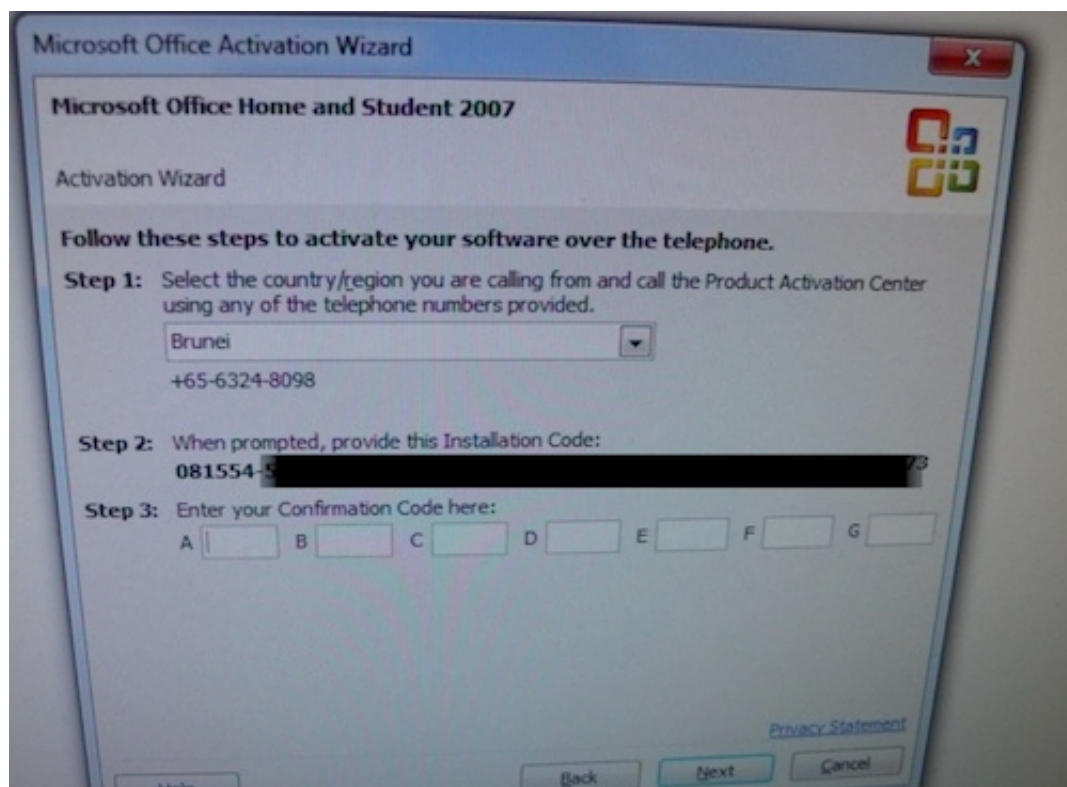 Microsoft Office Activation Wizard
X
Microsoft Office Home and Student 2007
Activation Wizard
Follow these steps to activate your software over the telephone.
Step 1: Select the country/region you are calling from and call the Product Activation Center
using any of the telephone numbers provided.
Brunei
+65-6324-8098
Step 2: When prompted, provide this Installation Code:
081554-5 73
Step 3: Enter your Confirmation Code here:
A B C D E F G
Privacy Statement
Back Next Cancel